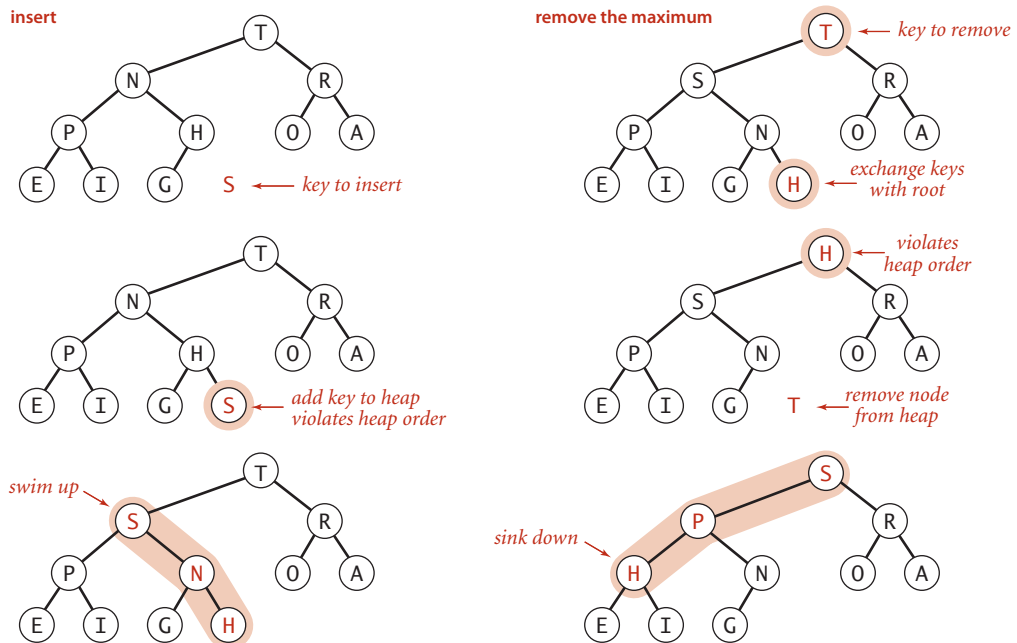 insert
T
N R
P H O A
E I G S key to insert
T
N R
P H O A
E I G S add key to heap
violates heap order
T
swim up
S R
P N O A
E I G H
remove the maximum
T key to remove
S R
P N O A
E I G H exchange keys
with root
H violates
heap order
S R
P N O A
E I G T remove node
from heap
S
P R
sink down
H N O A
E I G